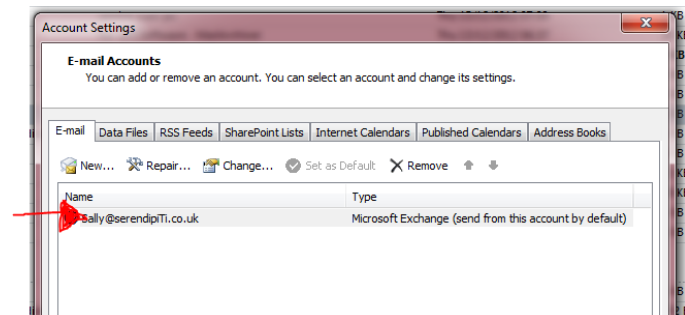 Account Settings
E-mail Accounts
You can add or remove an account. You can select an account and change its settings.
E-mail Data Files RSS Feeds SharePoint Lists Internet Calendars Published Calendars Address Books
New... Repair... Change... Set as Default Remove
Name Type
Sally@serendipiTi.co.uk Microsoft Exchange (send from this account by default)